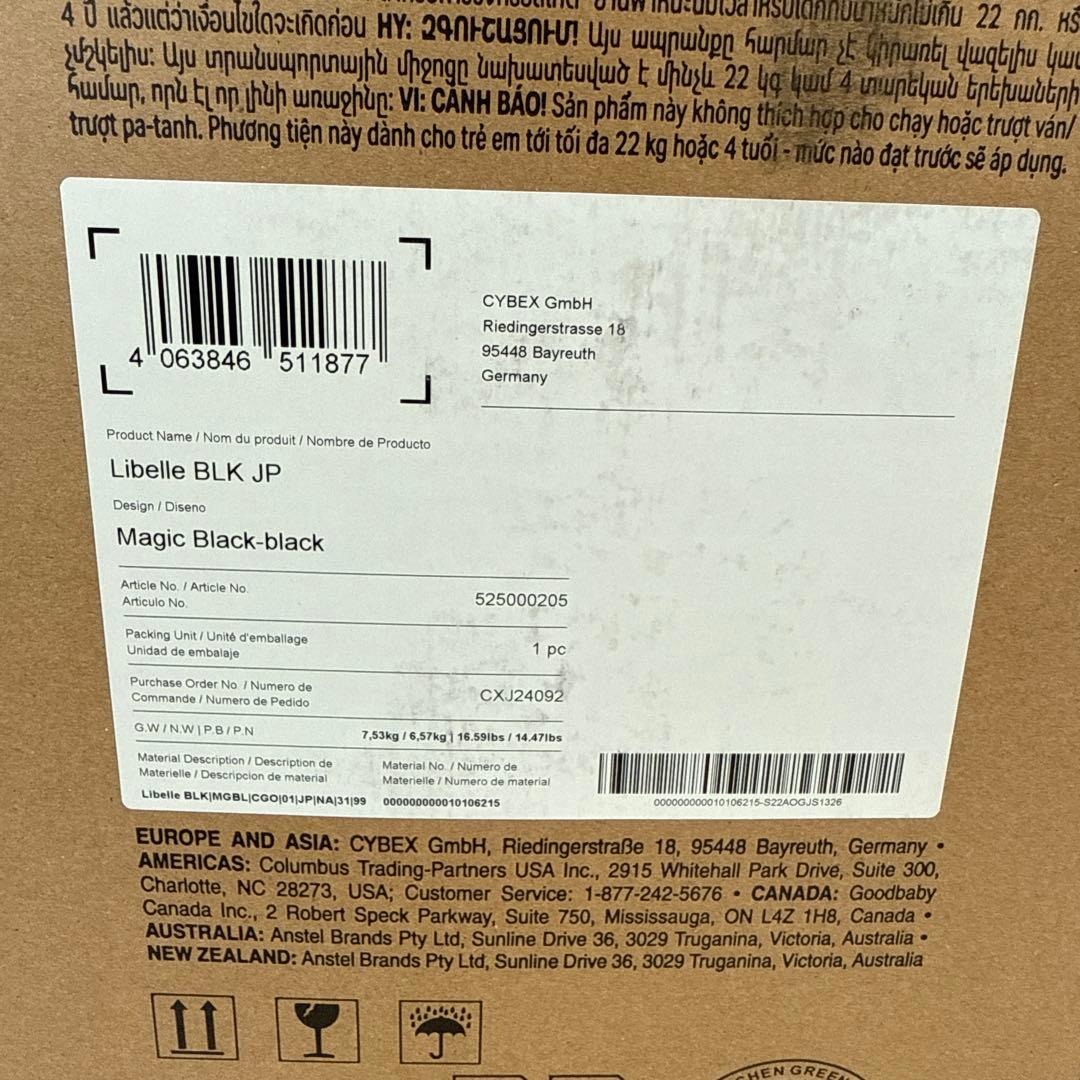 22 กก. หรื
4 ปี แล้วแต่ว่าเงื่อนไขใดจะเกิดก่อน HY: ԶԳՈՒՇԱՑՈՒՄ! Այս ապրանքը հարմար չէ կիրառել վազելիս կամ
չմշկելիս: Այս տրանսպորտային միջոցը նախատեսված է մինչև 22 կգ կամ 4 տարեկան երեխաների
համար, որն էլ որ լինի առաջինը: VI: CẢNH BÁO! Sản phẩm này không thích hợp cho chạy hoặc trượt ván/
trượt pa-tanh. Phương tiện này dành cho trẻ em tới tối đa 22 kg hoặc 4 tuổi - mức nào đạt trước sẽ áp dụng.
4 063846 511877
CYBEX GmbH
Riedingerstrasse 18
95448 Bayreuth
Germany
Product Name / Nom du produit / Nombre de Producto
Libelle BLK JP
Design / Diseno
Magic Black-black
Article No. / Article No.
Articulo No.
525000205
Packing Unit / Unité d'emballage
Unidad de embalaje
1 pc
Purchase Order No. / Numero de
Commande / Numero de Pedido
CXJ24092
G.W / N.W | P.B / P.N
7,53kg / 6,57kg | 16.59lbs / 14.47lbs
Material Description / Description de
Materielle / Descripcion de material
Material No. / Numero de
Materielle / Numero de material
Libelle BLK|MGBL|CGO|01|JP|NA|31|99
000000000010106215
000000000010106215-S22AOGJS1326
EUROPE AND ASIA: CYBEX GmbH, Riedingerstraße 18, 95448 Bayreuth, Germany •
AMERICAS: Columbus Trading-Partners USA Inc., 2915 Whitehall Park Drive, Suite 300,
Charlotte, NC 28273, USA; Customer Service: 1-877-242-5676 • CANADA: Goodbaby
Canada Inc., 2 Robert Speck Parkway, Suite 750, Mississauga, ON L4Z 1H8, Canada •
AUSTRALIA: Anstel Brands Pty Ltd, Sunline Drive 36, 3029 Truganina, Victoria, Australia •
NEW ZEALAND: Anstel Brands Pty Ltd, Sunline Drive 36, 3029 Truganina, Victoria, Australia